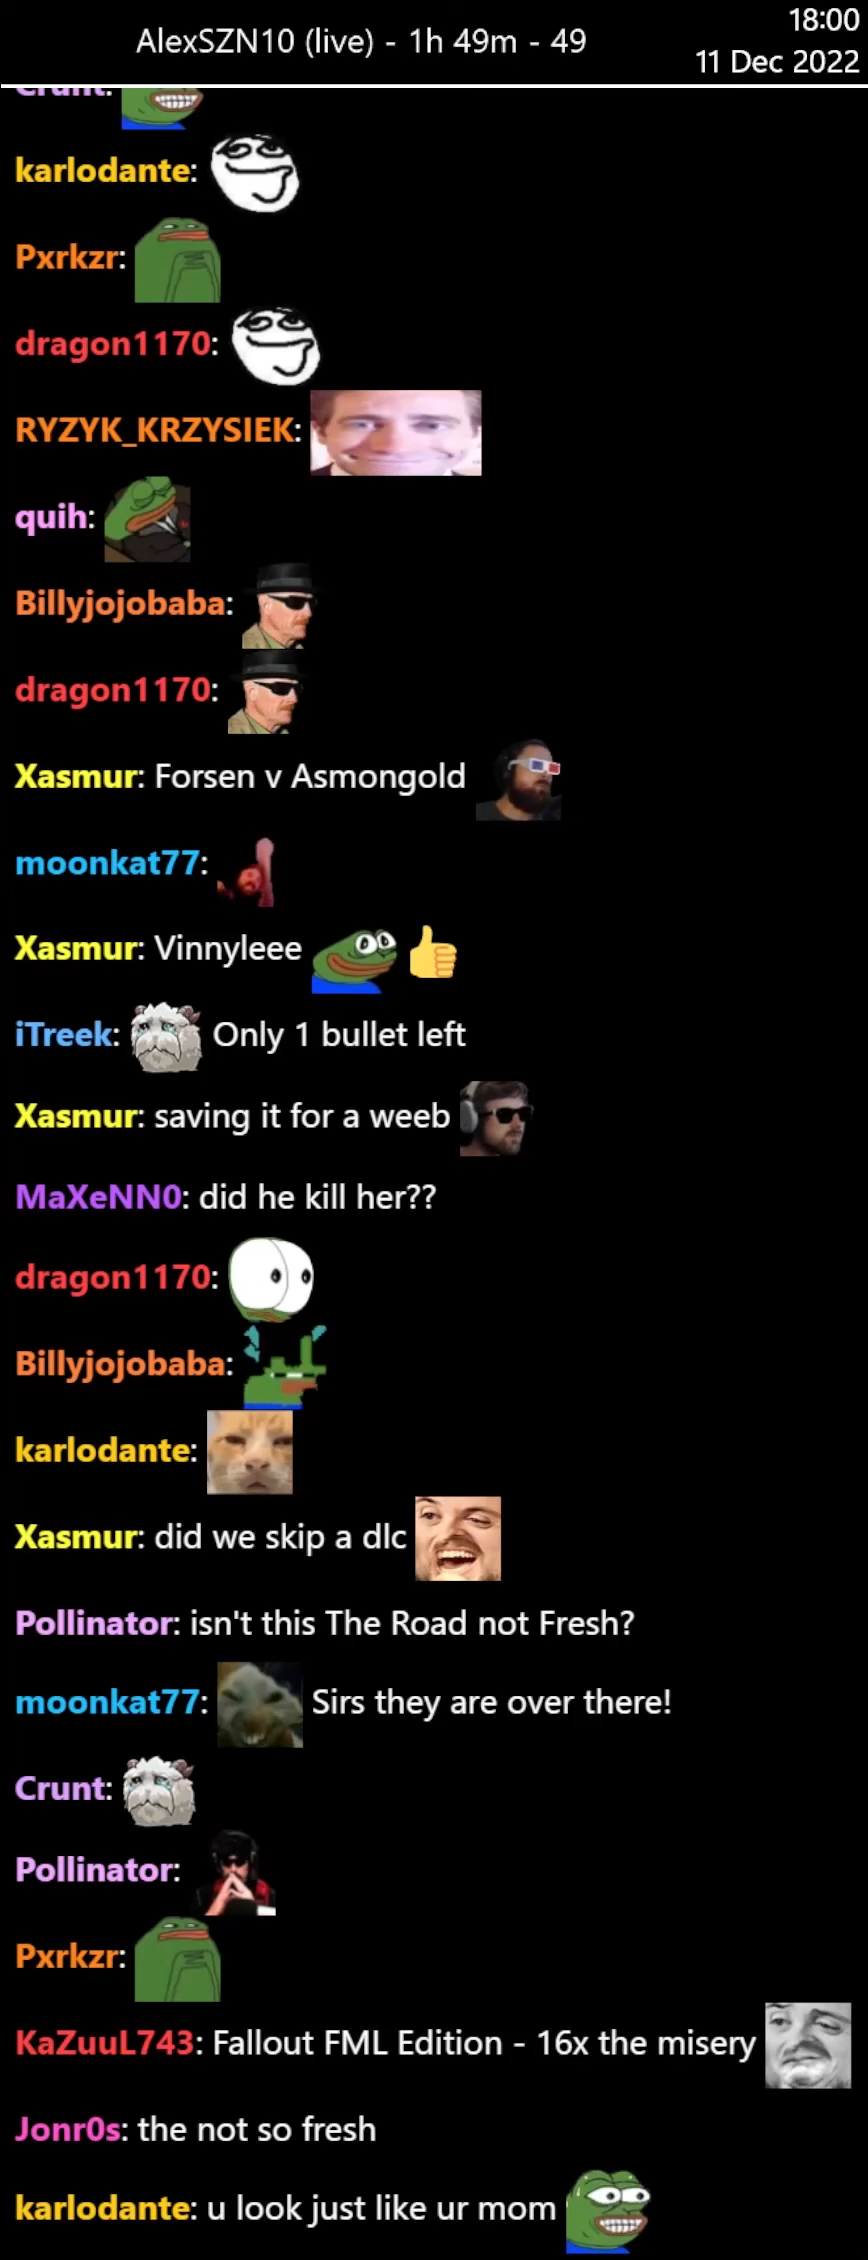 AlexSZN10 (live) - 1h 49m - 49
18:00
11 Dec 2022
Crunt:
karlodante:
Pxrkzr:
dragon1170:
RYZYK_KRZYSIEK:
quih:
Billyjojobaba:
dragon1170:
Xasmur: Forsen v Asmongold
moonkat77:
Xasmur: Vinnyleee 👍
iTreek: Only 1 bullet left
Xasmur: saving it for a weeb
MaXeNN0: did he kill her??
dragon1170:
Billyjojobaba:
karlodante:
Xasmur: did we skip a dlc
Pollinator: isn't this The Road not Fresh?
moonkat77: Sirs they are over there!
Crunt:
Pollinator:
Pxrkzr:
KaZuuL743: Fallout FML Edition - 16x the misery
Jonr0s: the not so fresh
karlodante: u look just like ur mom